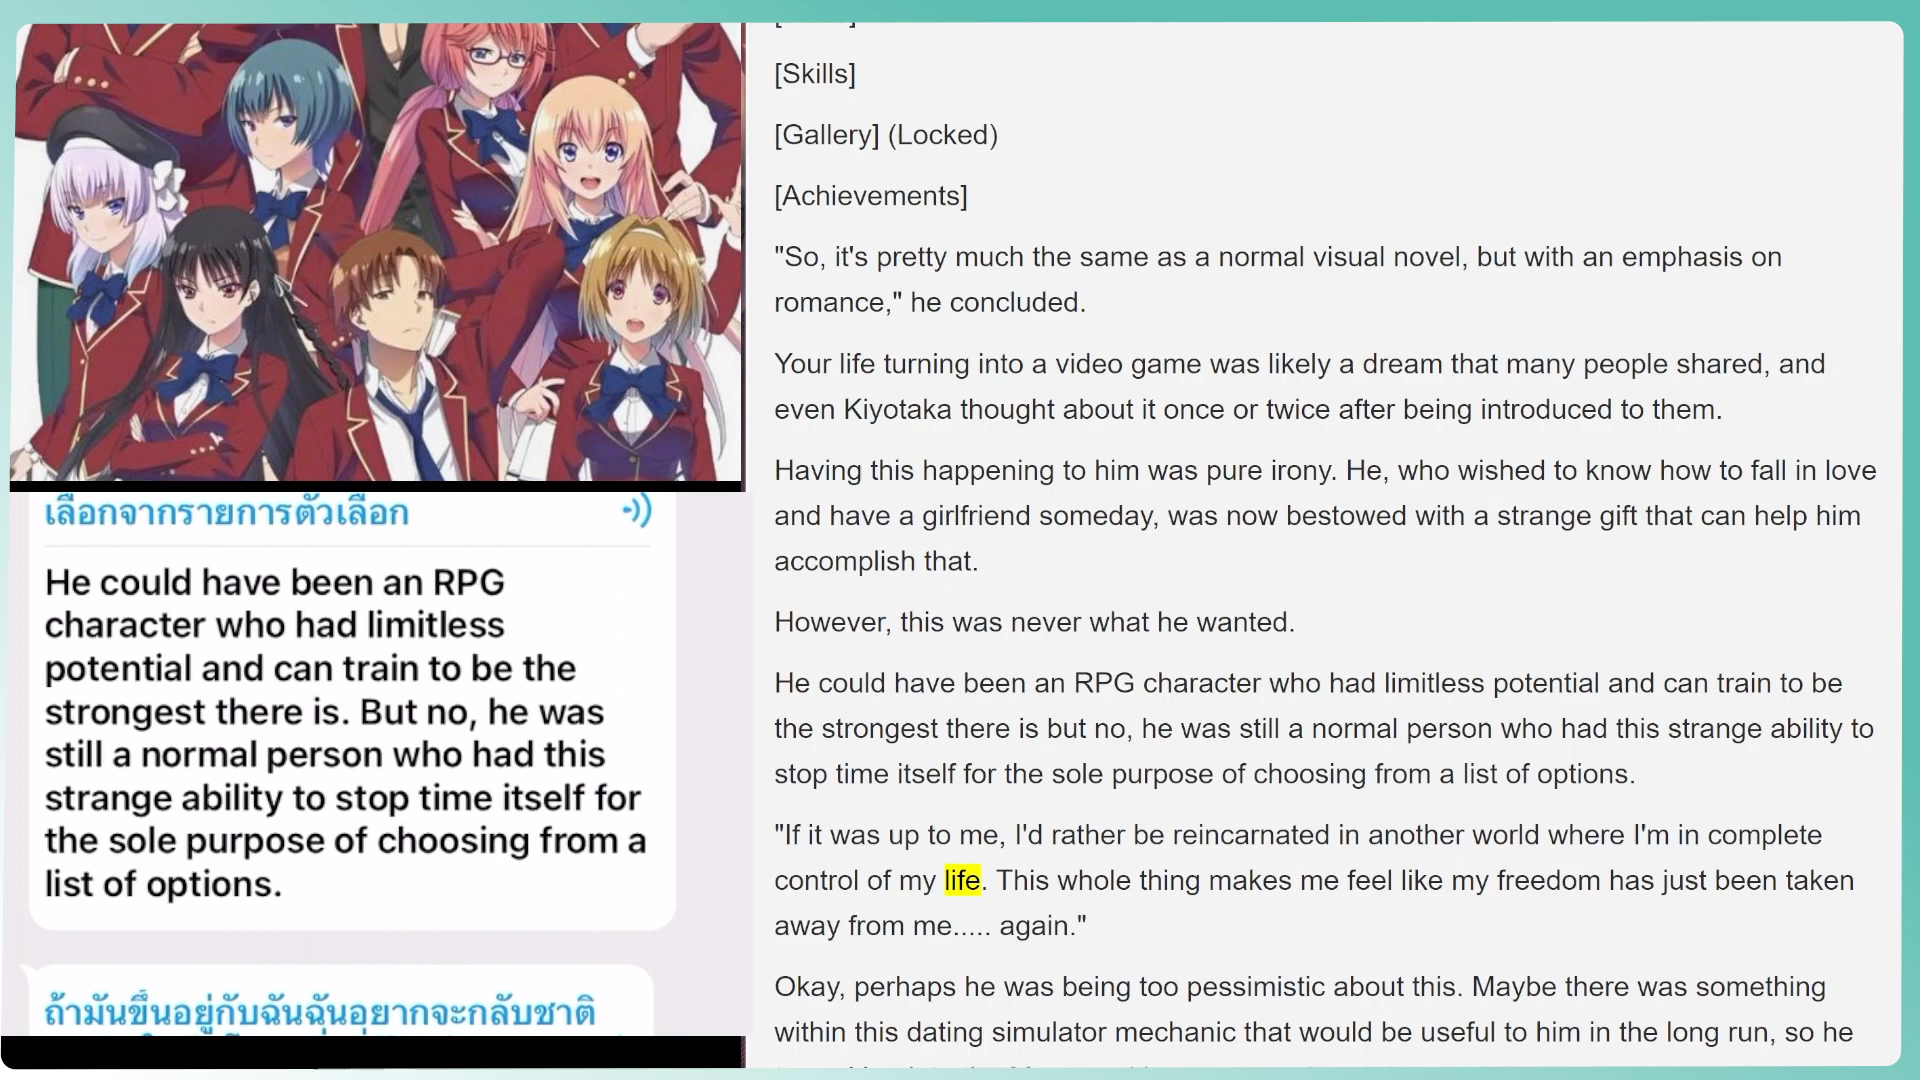 เลือกจากรายการตัวเลือก
He could have been an RPG
character who had limitless
potential and can train to be the
strongest there is. But no, he was
still a normal person who had this
strange ability to stop time itself for
the sole purpose of choosing from a
list of options.
ถ้ามันขึ้นอยู่กับฉันฉันอยากจะกลับชาติ
[Skills]
[Gallery] (Locked)
[Achievements]
"So, it's pretty much the same as a normal visual novel, but with an emphasis on
romance," he concluded.
Your life turning into a video game was likely a dream that many people shared, and
even Kiyotaka thought about it once or twice after being introduced to them.
Having this happening to him was pure irony. He, who wished to know how to fall in love
and have a girlfriend someday, was now bestowed with a strange gift that can help him
accomplish that.
However, this was never what he wanted.
He could have been an RPG character who had limitless potential and can train to be
the strongest there is but no, he was still a normal person who had this strange ability to
stop time itself for the sole purpose of choosing from a list of options.
"If it was up to me, I'd rather be reincarnated in another world where I'm in complete
control of my life. This whole thing makes me feel like my freedom has just been taken
away from me..... again."
Okay, perhaps he was being too pessimistic about this. Maybe there was something
within this dating simulator mechanic that would be useful to him in the long run, so he